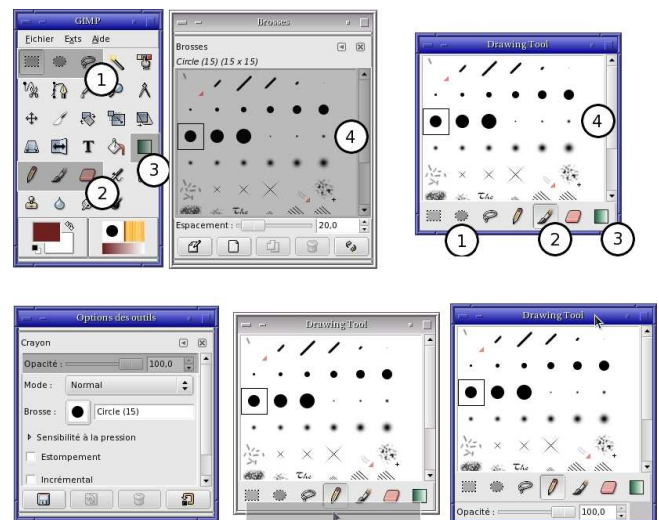 GIMP
Fichier Exts Aide
1
2
3
Brosses
Brosses
Circle (15) (15 x 15)
4
Espacement : 20,0
Drawing Tool
4
1
2
3
Options des outils
Crayon
Opacité : 100,0
Mode : Normal
Brosse : Circle (15)
Sensibilité à la pression
Estompement
Incrémental
Drawing Tool
Drawing Tool
Opacité : 100,0